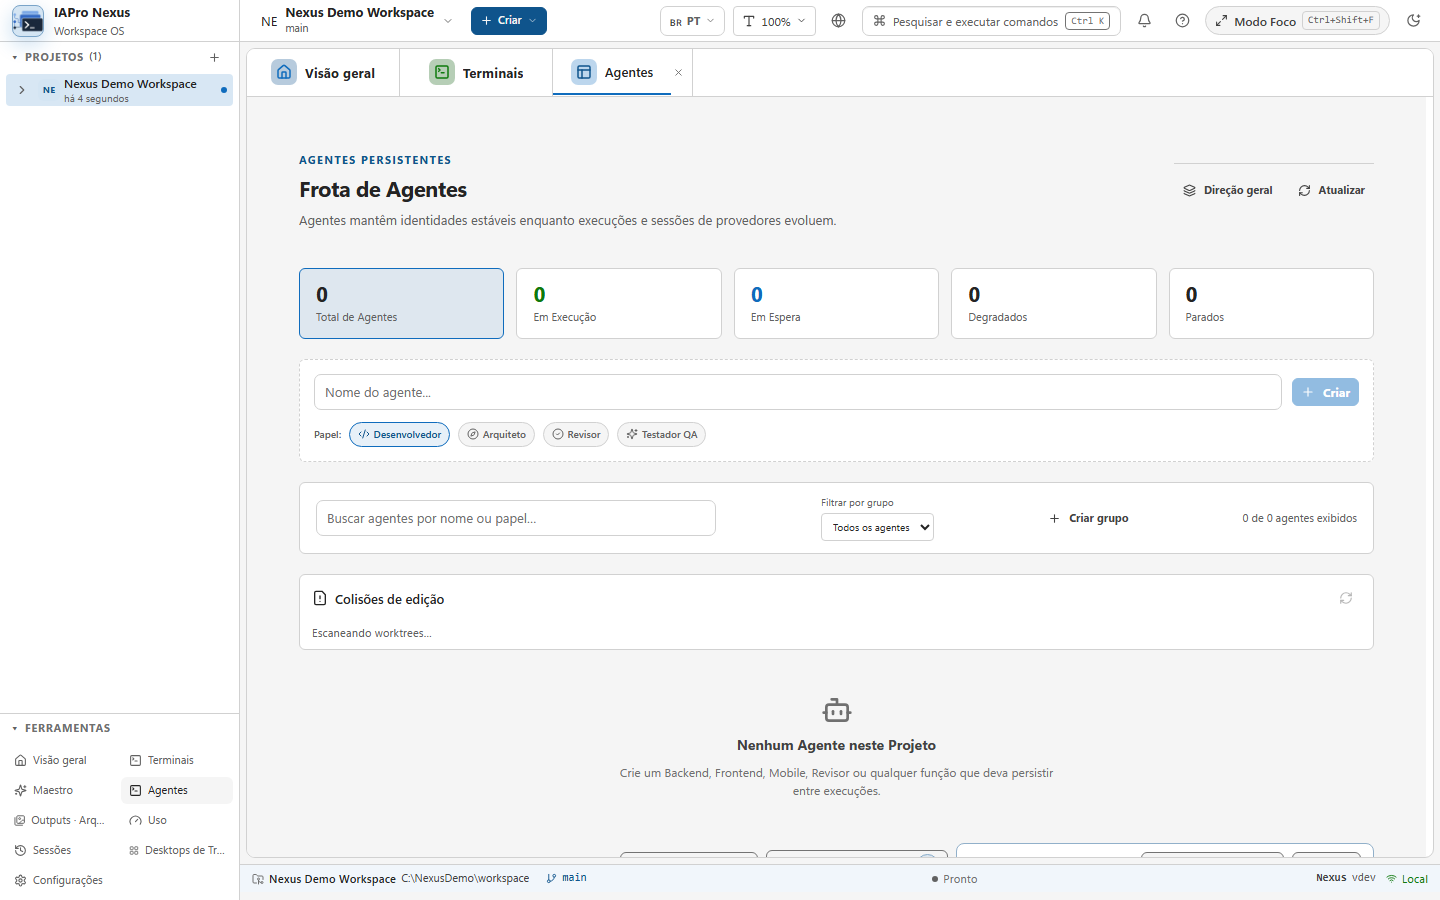 IAPro Nexus
Workspace OS
NE
Nexus Demo Workspace
main
Criar
BR PT
100%
Pesquisar e executar comandos
Ctrl K
Modo Foco
Ctrl+Shift+F
PROJETOS (1)
NE
Nexus Demo Workspace
há 4 segundos
Visão geral
Terminais
Agentes
AGENTES PERSISTENTES
Frota de Agentes
Agentes mantêm identidades estáveis enquanto execuções e sessões de provedores evoluem.
Direção geral
Atualizar
0
Total de Agentes
0
Em Execução
0
Em Espera
0
Degradados
0
Parados
Nome do agente...
Criar
Papel:
Desenvolvedor
Arquiteto
Revisor
Testador QA
Buscar agentes por nome ou papel...
Filtrar por grupo
Todos os agentes
Criar grupo
0 de 0 agentes exibidos
Colisões de edição
Escaneando worktrees...
Nenhum Agente neste Projeto
Crie um Backend, Frontend, Mobile, Revisor ou qualquer função que deva persistir
entre execuções.
FERRAMENTAS
Visão geral
Terminais
Maestro
Agentes
Outputs · Arq...
Uso
Sessões
Desktops de Tr...
Configurações
Nexus Demo Workspace C:\NexusDemo\workspace
main
Pronto
Nexus vdev
Local